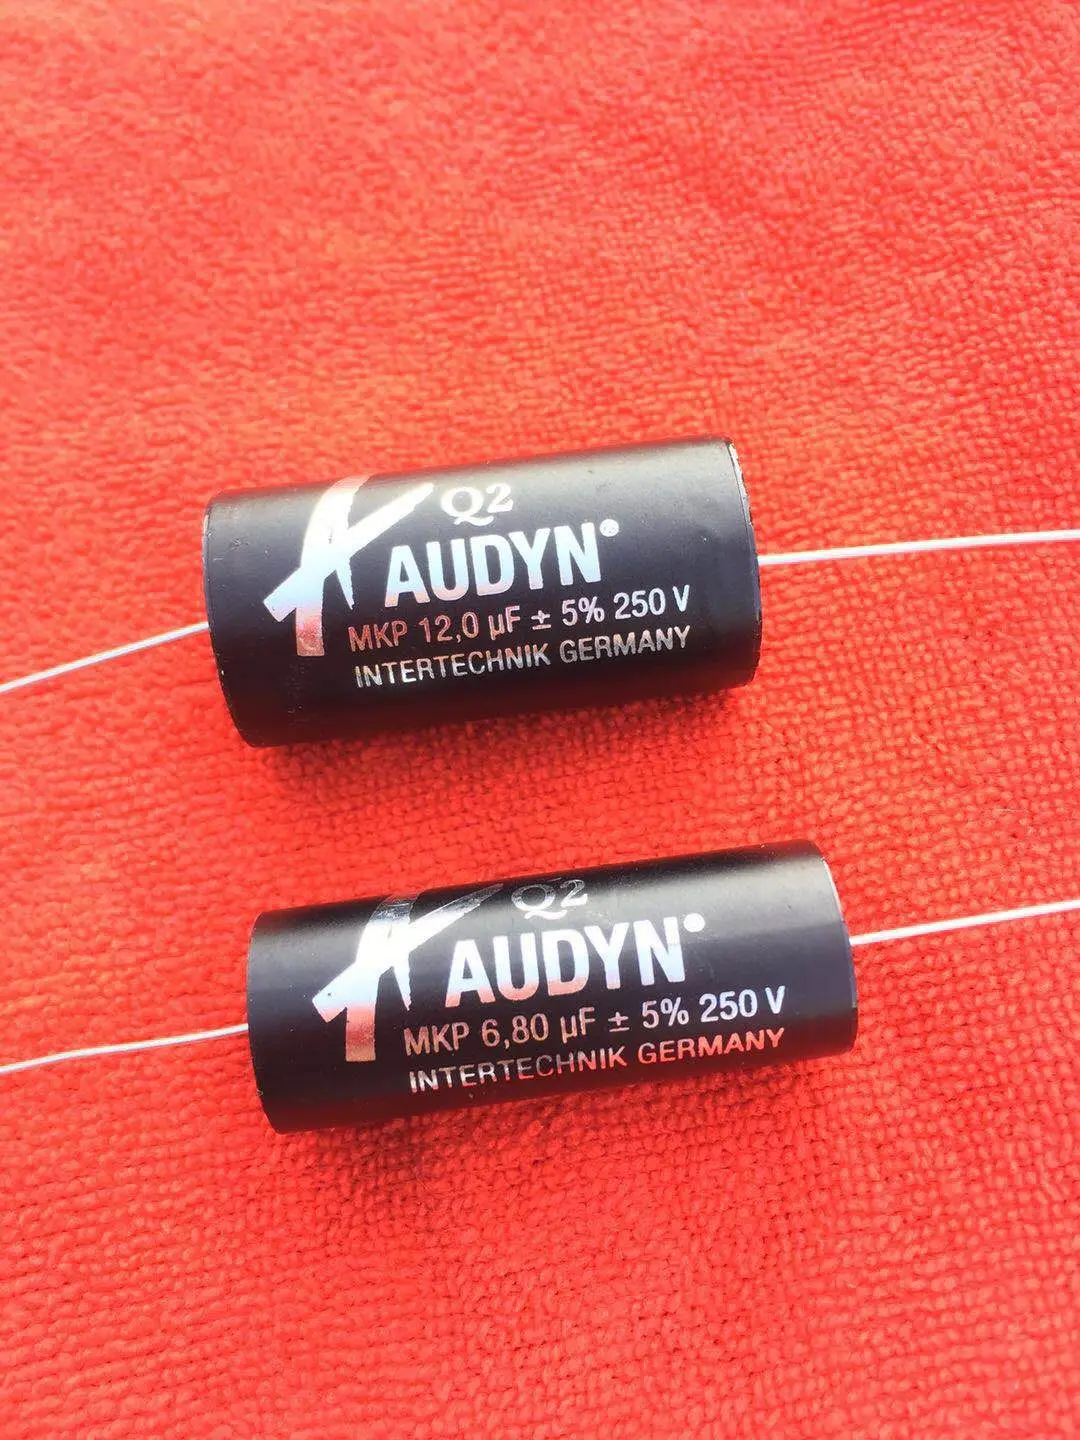 Q2
AUDYN®
MKP 12,0 µF ± 5% 250 V
INTERTECHNIK GERMANY
Q2
AUDYN®
MKP 6,80 µF ± 5% 250 V
INTERTECHNIK GERMANY